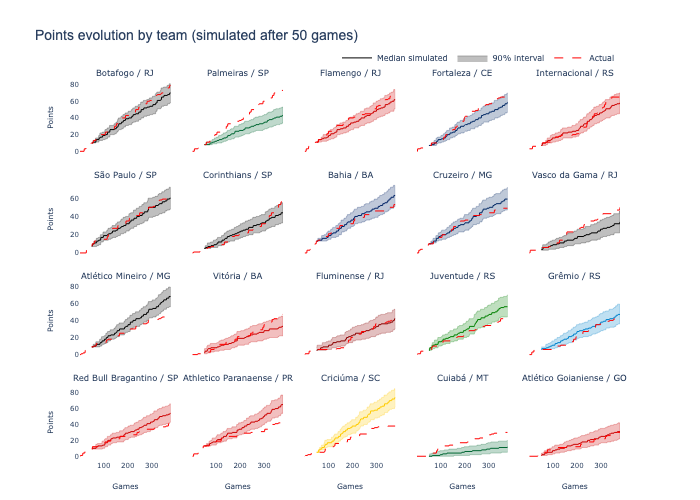 Points evolution by team (simulated after 50 games)
Median simulated 90% interval Actual
Botafogo / RJ Palmeiras / SP Flamengo / RJ Fortaleza / CE Internacional / RS
80
60
40
20
0
Points
São Paulo / SP Corinthians / SP Bahia / BA Cruzeiro / MG Vasco da Gama / RJ
60
40
20
0
Points
Atlético Mineiro / MG Vitória / BA Fluminense / RJ Juventude / RS Grêmio / RS
80
60
40
20
0
Points
Red Bull Bragantino / SP Athletico Paranaense / PR Criciúma / SC Cuiabá / MT Atlético Goianiense / GO
80
60
40
20
0
Points
100 200 300 100 200 300 100 200 300 100 200 300 100 200 300
Games Games Games Games Games